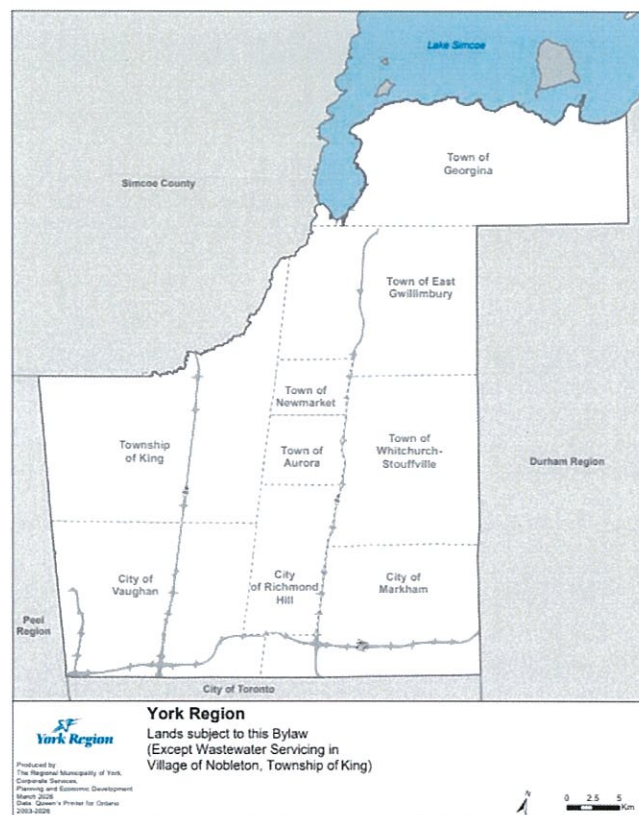 Lake Simcoe
Town of
Georgina
Simcoe County
Town of East
Gwillimbury
Town of
Newmarket
Township
of King
Town of
Aurora
Town of
Whitchurch-
Stouffville
Durham Region
City of
Vaughan
City
of Richmond
Hill
City of
Markham
Peel
Region
City of Toronto
York Region
York Region
Lands subject to this Bylaw
(Except Wastewater Servicing in
Village of Nobleton, Township of King)
Produced by:
The Regional Municipality of York,
Corporate Services,
Planning and Economic Development
March 2026
Data: Queen's Printer for Ontario
2003-2026
N
0 2.5 5
Km